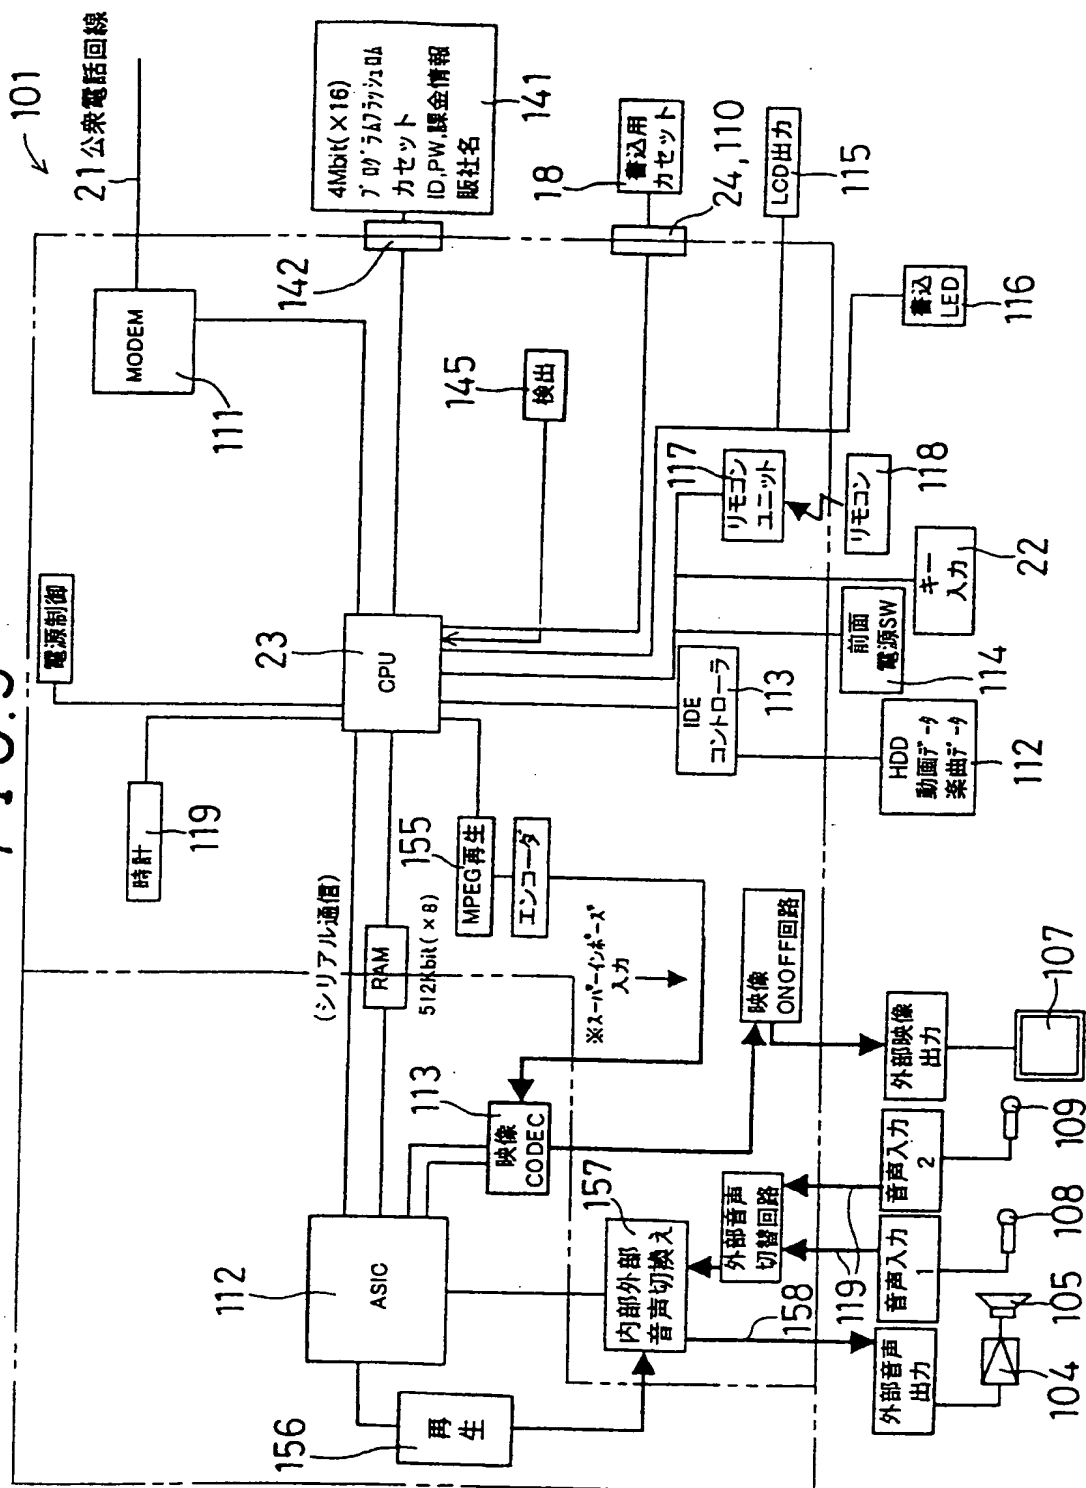 101
21公衆電話回線
MODEM
111
4Mbit(×16)
プログラムフラッシュロム
カセット
ID,PW,課金情報
販社名
141
142
書込用
カセット
18
24,110
LCD出力
115
書込
LED
116
検出
145
電源制御
時計
119
CPU
23
リモコン
ユニット
117
リモコン
118
キー
入力
22
前面
電源SW
114
IDE
コントローラ
113
HDD
動画データ
楽曲データ
112
(シリアル通信)
RAM
512Kbit(×8)
155
MPEG再生
エンコーダ
※スーパーインポーズ
入力
映像
ONOFF回路
外部映像
出力
107
ASIC
112
映像
CODEC
113
再生
156
内部外部
音声切換え
157
外部音声
切替回路
158
119
音声入力
2
109
音声入力
1
108
外部音声
出力
104
105